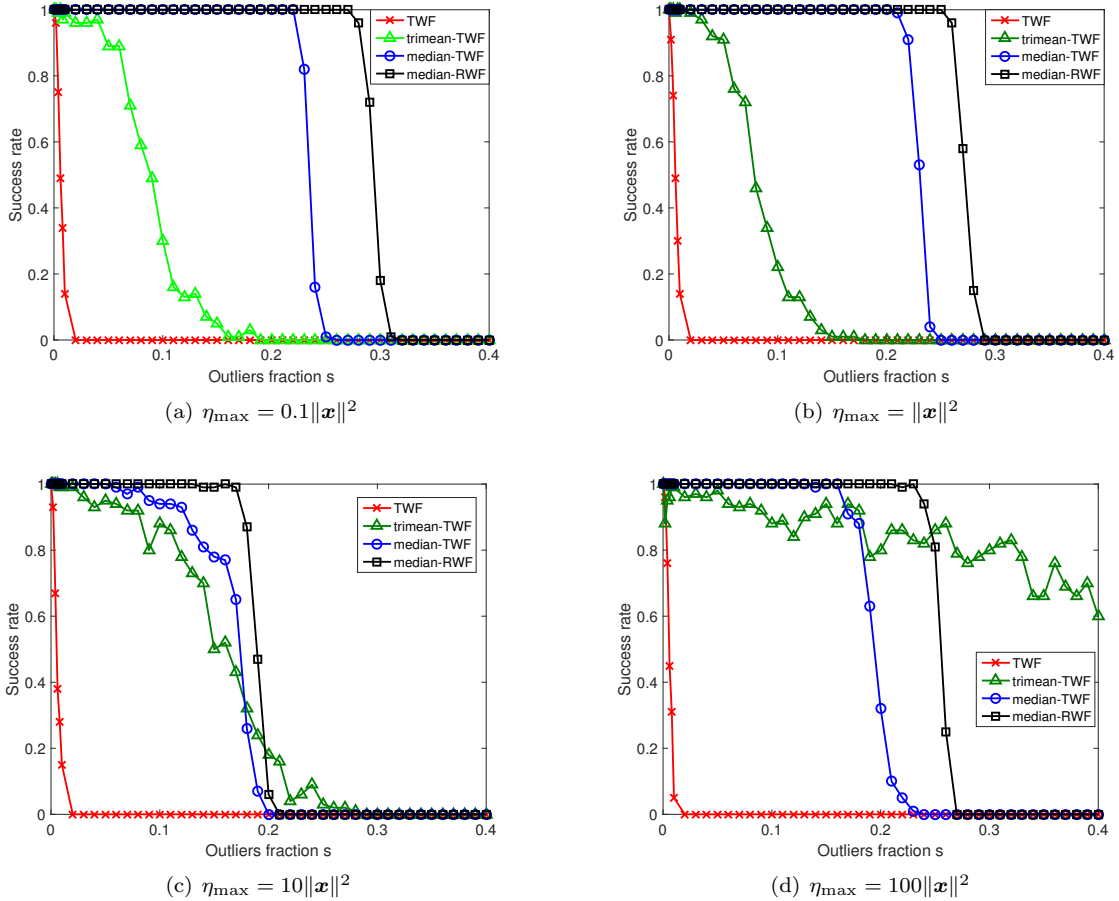 Success rate
1
0.8
0.6
0.4
0.2
0
0
0.1
0.2
0.3
0.4
Outliers fraction s
TWF
trimean-TWF
median-TWF
median-RWF
(a) η_max = 0.1‖x‖²
Success rate
1
0.8
0.6
0.4
0.2
0
0
0.1
0.2
0.3
0.4
Outliers fraction s
TWF
trimean-TWF
median-TWF
median-RWF
(b) η_max = ‖x‖²
Success rate
1
0.8
0.6
0.4
0.2
0
0
0.1
0.2
0.3
0.4
Outliers fraction s
TWF
trimean-TWF
median-TWF
median-RWF
(c) η_max = 10‖x‖²
Success rate
1
0.8
0.6
0.4
0.2
0
0
0.1
0.2
0.3
0.4
Outliers fraction s
TWF
trimean-TWF
median-TWF
median-RWF
(d) η_max = 100‖x‖²